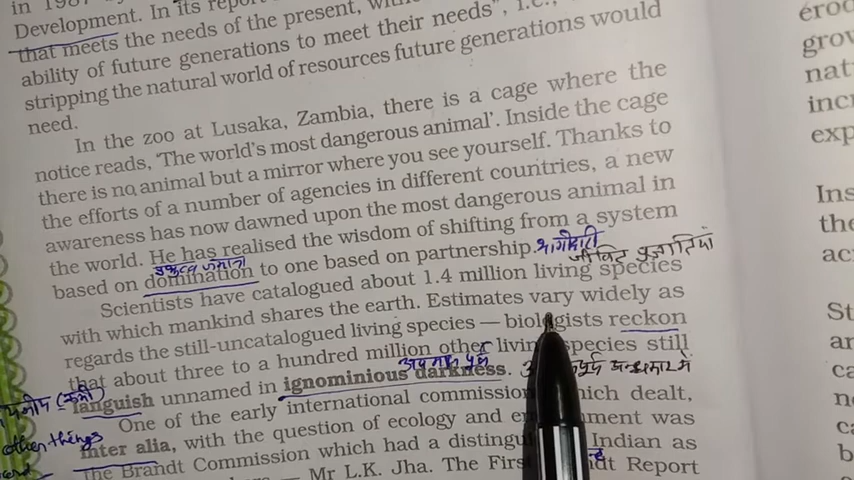 in 1987
Development. In its report
that meets the needs of the present,
ability of future generations to meet their needs", i.e.,
stripping the natural world of resources future generations would
need.
In the zoo at Lusaka, Zambia, there is a cage where the
notice reads, 'The world's most dangerous animal'. Inside the cage
there is no animal but a mirror where you see yourself. Thanks to
the efforts of a number of agencies in different countries, a new
awareness has now dawned upon the most dangerous animal in
the world. He has realised the wisdom of shifting from a system
based on domination to one based on partnership. भागीदारी
जीवित प्रजातियाँ
Scientists have catalogued about 1.4 million living species
with which mankind shares the earth. Estimates vary widely as
regards the still-uncatalogued living species — biologists reckon
that about three to a hundred million other living species still
languish unnamed in ignominious darkness.
One of the early international commission which dealt,
other things
inter alia, with the question of ecology and
was
The Brandt Commission which had a
Indian as
Mr L.K. Jha. The
Report
erod
grow
nat
incr
exp
Ins
the
ac
St
ar
ca
n
c
b